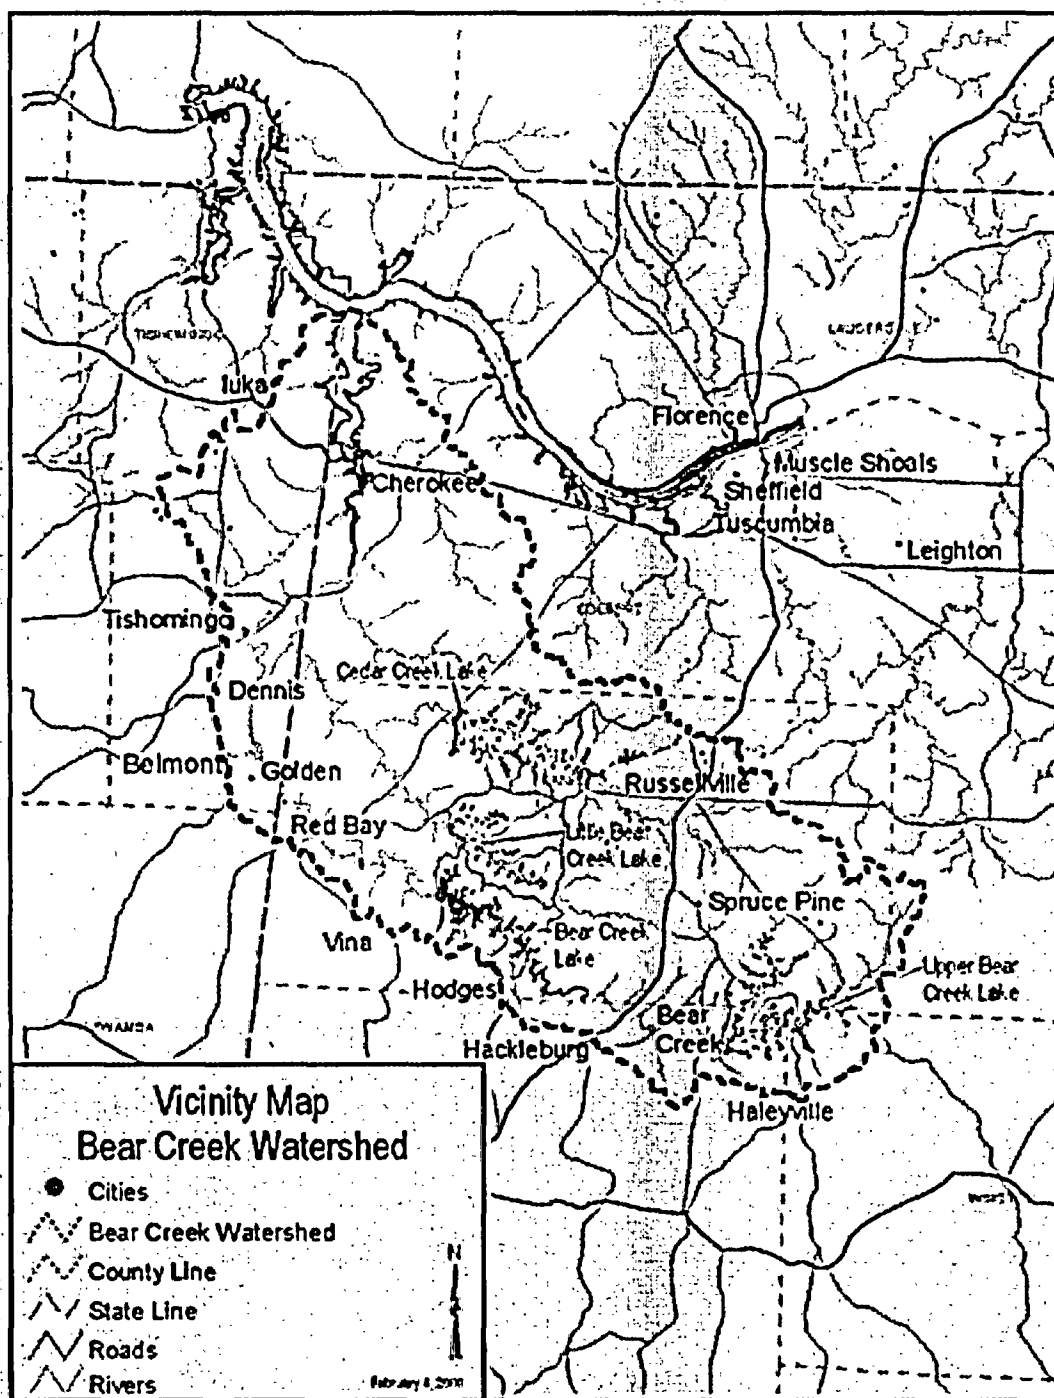 Iuka
Florence
Muscle Shoals
Cherokee
Sheffield
Tuscumbia
Leighton
Tishomingo
Cedar Creek Lake
Dennis
Belmont
Golden
Russellville
Red Bay
Little Bear
Creek Lake
Spruce Pine
Vina
Bear Creek
Lake
Upper Bear
Creek Lake
Hodges
Bear
Creek
Hackleburg
Haleyville
Vicinity Map
Bear Creek Watershed
Cities
Bear Creek Watershed
County Line
State Line
Roads
Rivers
N